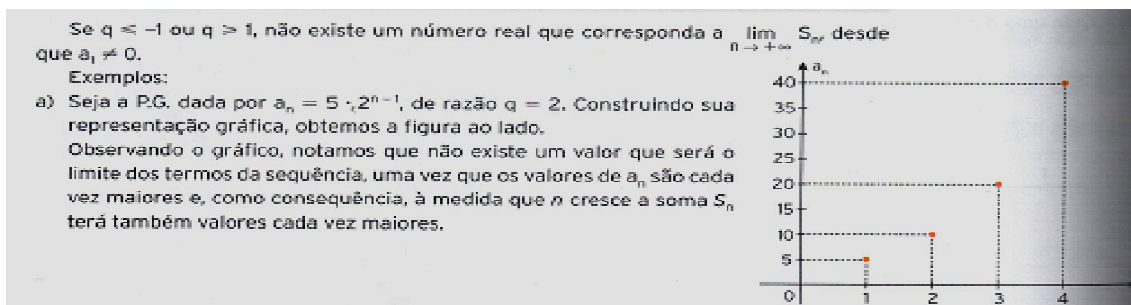 Se q ≤ -1 ou q > 1, não existe um número real que corresponda a lim Sₙ, desde
n → +∞
que a₁ ≠ 0.
Exemplos:
a) Seja a P.G. dada por aₙ = 5 · 2ⁿ⁻¹, de razão q = 2. Construindo sua
representação gráfica, obtemos a figura ao lado.
Observando o gráfico, notamos que não existe um valor que será o
limite dos termos da sequência, uma vez que os valores de aₙ são cada
vez maiores e, como consequência, à medida que n cresce a soma Sₙ
terá também valores cada vez maiores.
aₙ
40
35
30
25
20
15
10
5
0 1 2 3 4